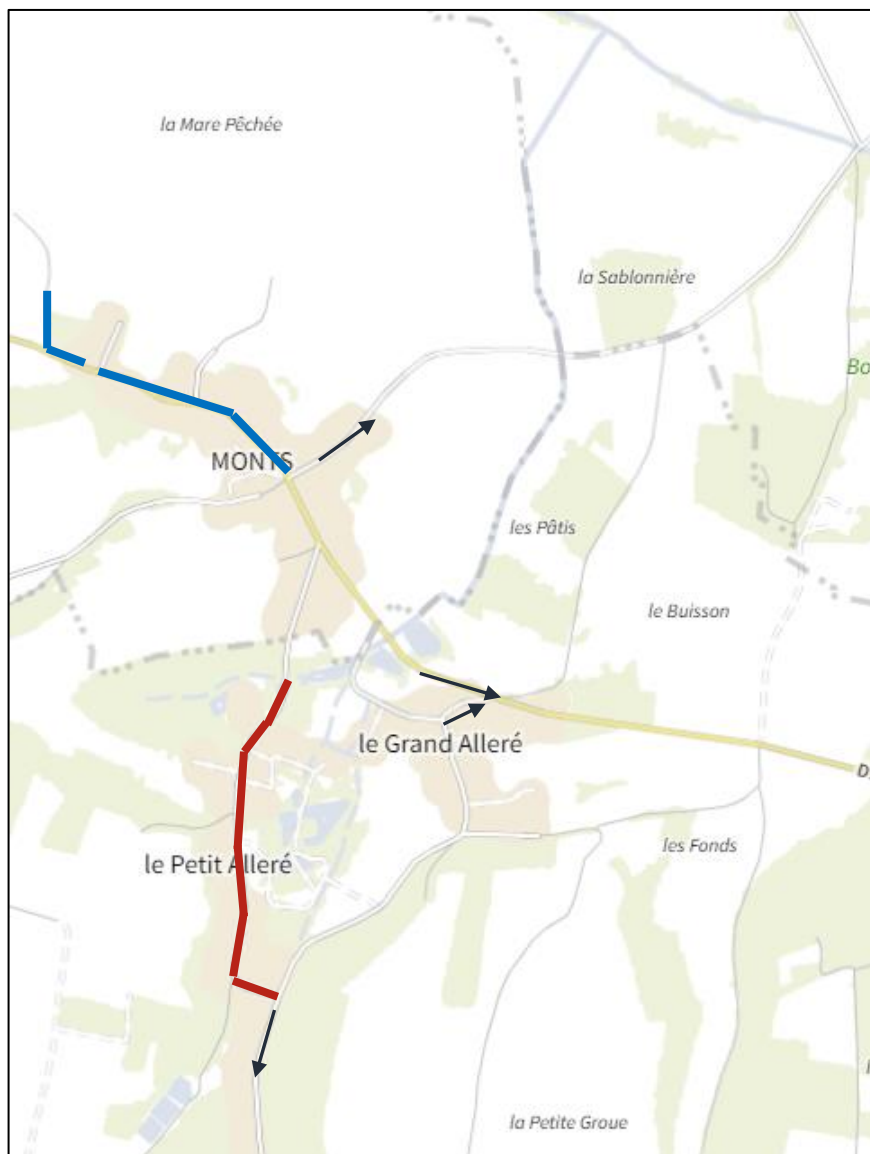 la Mare Pêchée
la Sablonnière
Bo
MONTS
les Pâtis
le Buisson
le Grand Alleré
D
le Petit Alleré
les Fonds
la Petite Groue